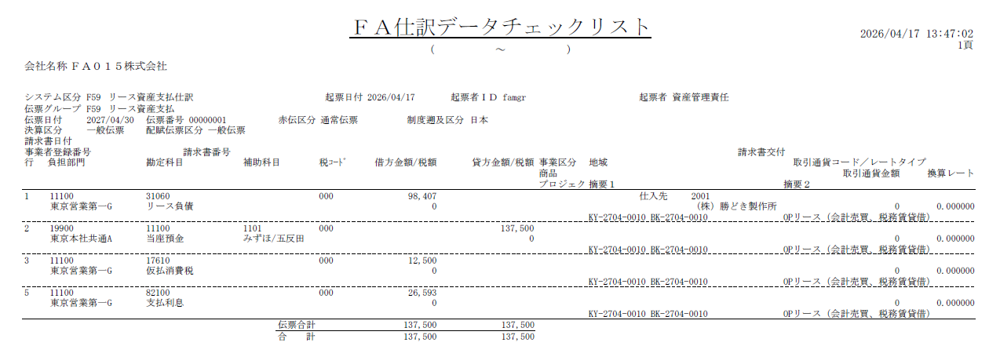 ＦＡ仕訳データチェックリスト
2026/04/17 13:47:02
（　　　　　　～　　　　　　）
1頁
会社名称 ＦＡ０１５株式会社
システム区分 F59 リース資産支払仕訳 起票日付 2026/04/17 起票者ＩＤ famgr 起票者 資産管理責任
伝票グループ F59 リース資産支払
伝票日付 2027/04/30 伝票番号 00000001 赤伝区分 通常伝票 制度遡及区分 日本
決算区分 一般伝票 配賦伝票区分 一般伝票
請求書日付
事業者登録番号 請求書番号 請求書交付
行 負担部門 勘定科目 補助科目 税ｺｰﾄﾞ 借方金額/税額 貸方金額/税額 事業区分 地域 取引通貨コード／レートタイプ
商品 取引通貨金額 換算レート
プロジェク 摘要１ 摘要２
1 11100 31060 000 98,407 仕入先 2001
東京営業第一G リース負債 0 （株）勝どき製作所 0 0.000000
KY-2704-0010 BK-2704-0010 OPリース（会計売買、税務賃貸借）
2 19900 11100 1101 000 137,500
東京本社共通A 当座預金 みずほ/五反田 0 0 0.000000
KY-2704-0010 BK-2704-0010 OPリース（会計売買、税務賃貸借）
3 11100 17610 000 12,500
東京営業第一G 仮払消費税 0 0 0.000000
KY-2704-0010 BK-2704-0010 OPリース（会計売買、税務賃貸借）
5 11100 82100 000 26,593
東京営業第一G 支払利息 0 0 0.000000
KY-2704-0010 BK-2704-0010 OPリース（会計売買、税務賃貸借）
伝票合計 137,500 137,500
合　計 137,500 137,500